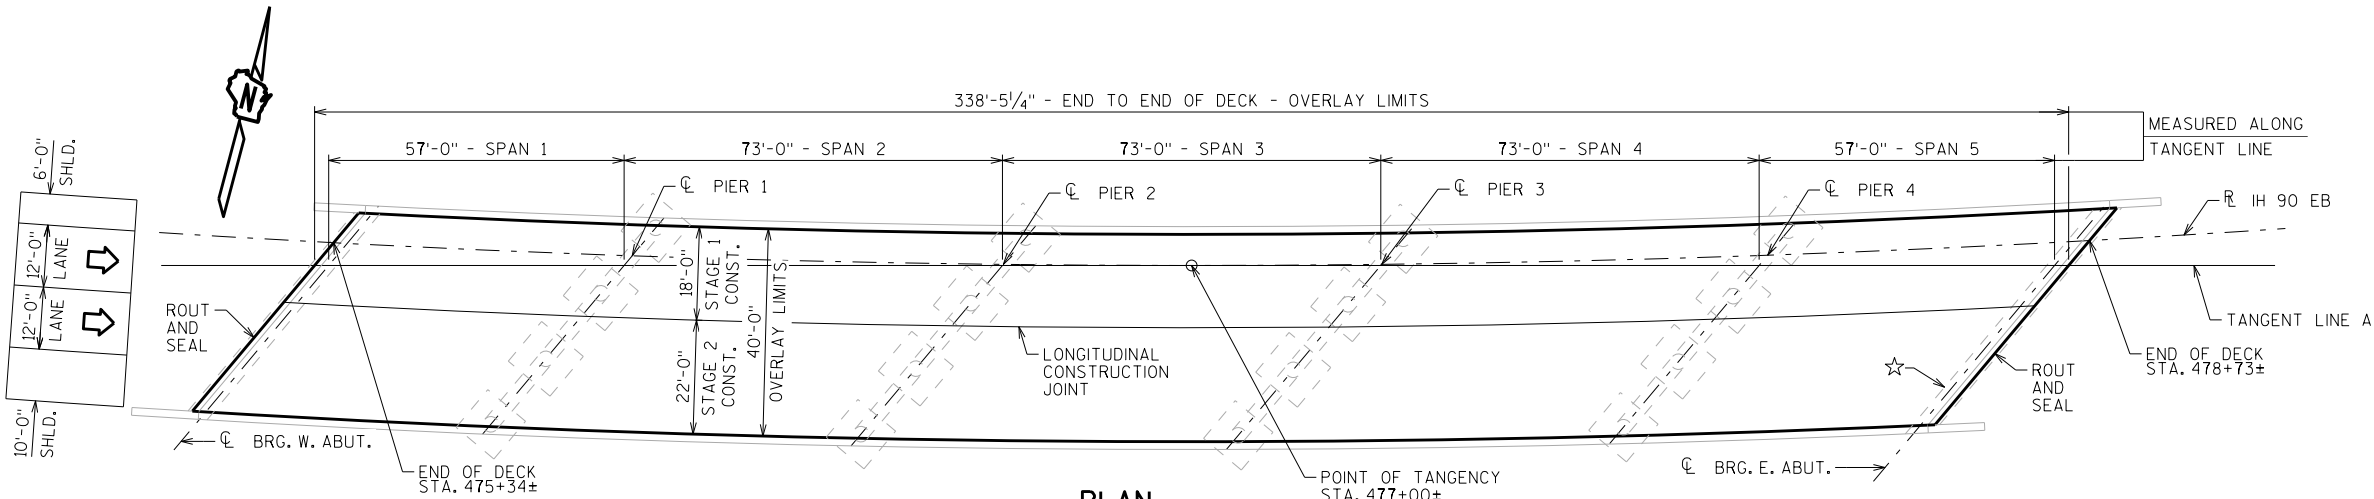 338'-5 1/4" - END TO END OF DECK - OVERLAY LIMITS
MEASURED ALONG
TANGENT LINE
57'-0" - SPAN 1
73'-0" - SPAN 2
73'-0" - SPAN 3
73'-0" - SPAN 4
57'-0" - SPAN 5
N
6'-0"
SHLD.
12'-0"
LANE
12'-0"
LANE
10'-0"
SHLD.
℄ PIER 1
℄ PIER 2
℄ PIER 3
℄ PIER 4
RL IH 90 EB
ROUT
AND
SEAL
18'-0"
STAGE 1
CONST.
22'-0"
STAGE 2
CONST.
40'-0"
OVERLAY LIMITS
LONGITUDINAL
CONSTRUCTION
JOINT
TANGENT LINE A
END OF DECK
STA. 478+73±
ROUT
AND
SEAL
℄ BRG. W. ABUT.
END OF DECK
STA. 475+34±
℄ BRG. E. ABUT.
POINT OF TANGENCY
STA. 477+00±
PLAN